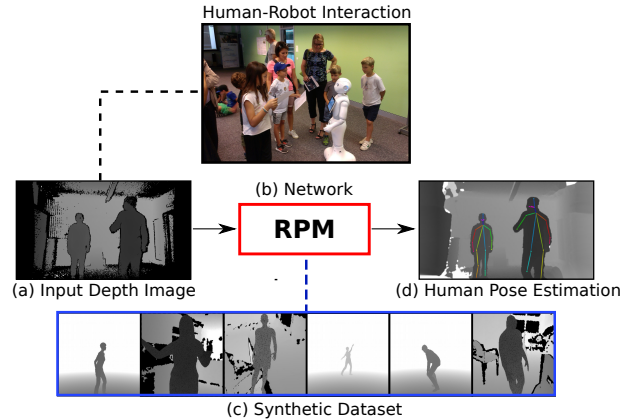 Human-Robot Interaction
(b) Network
RPM
(a) Input Depth Image
(d) Human Pose Estimation
(c) Synthetic Dataset